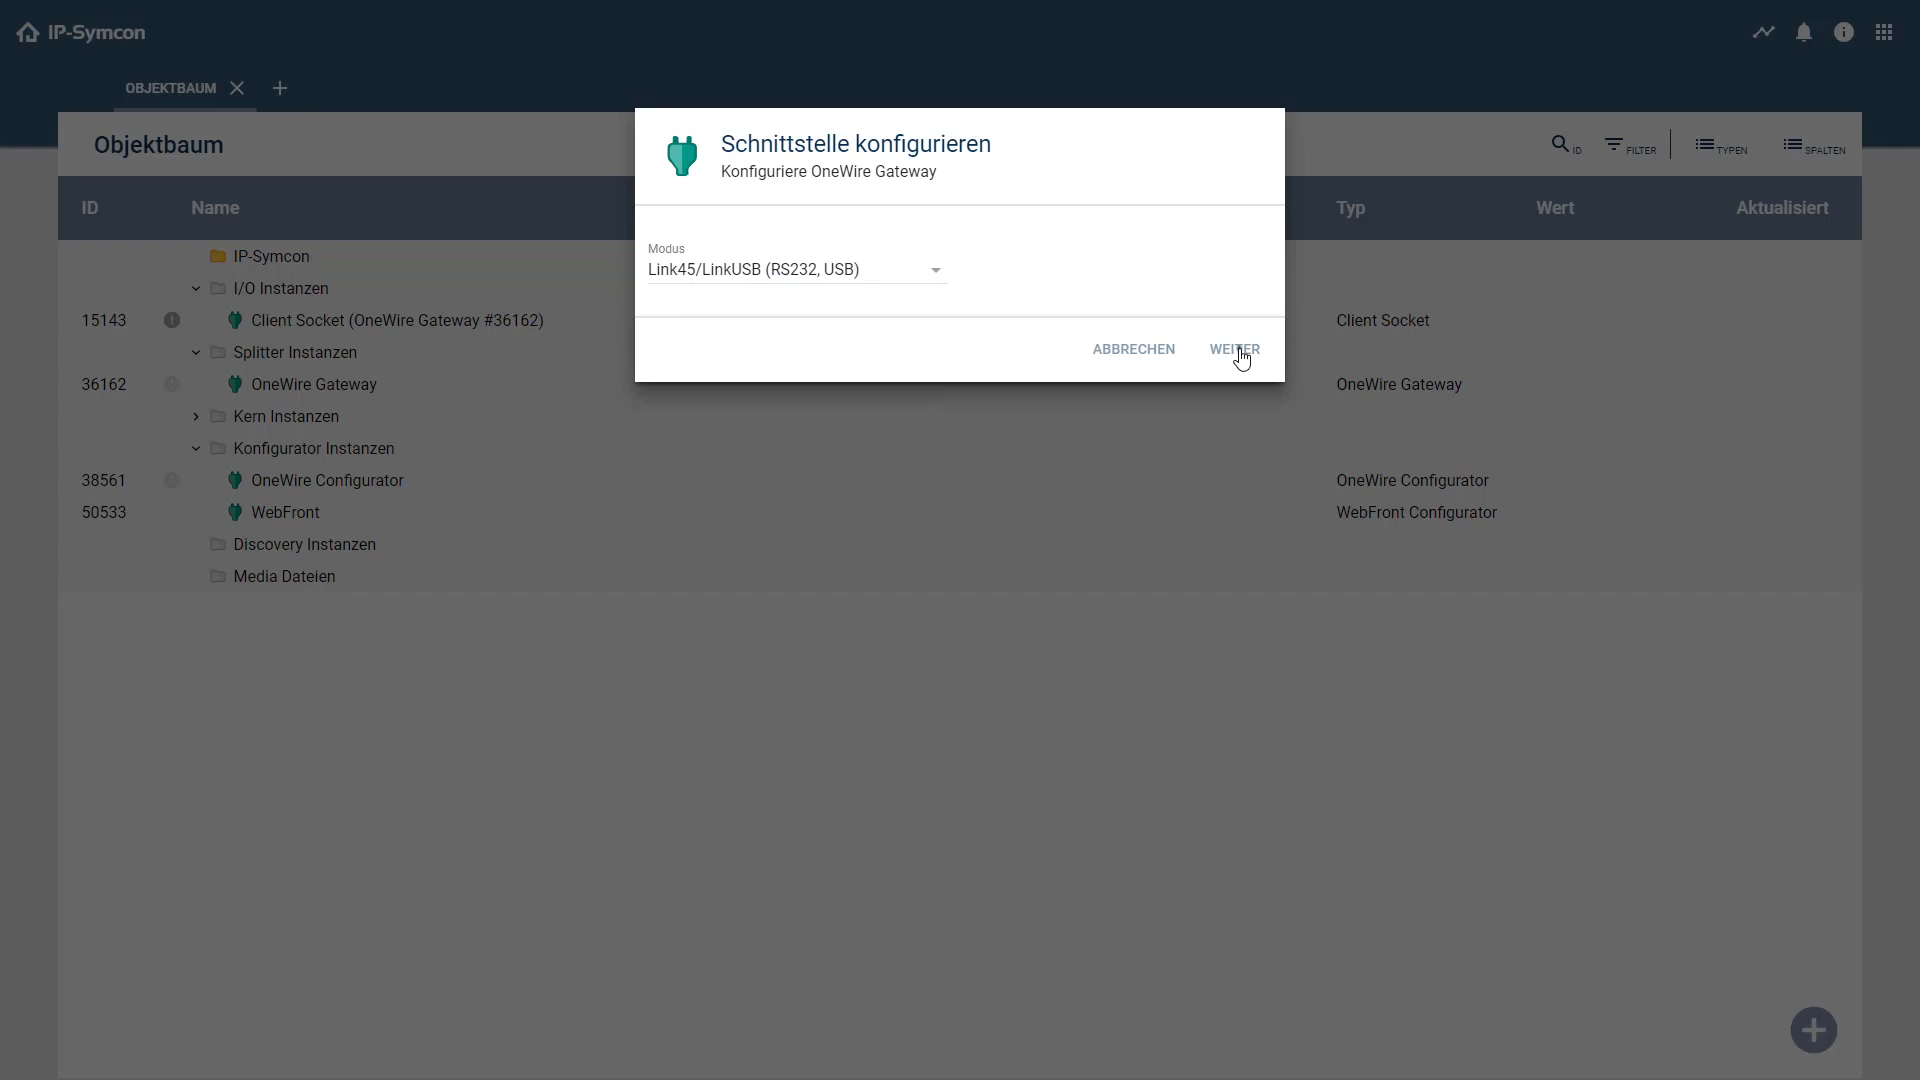 IP-Symcon
OBJEKTBAUM
Objektbaum
ID
FILTER
TYPEN
SPALTEN
ID Name Typ Wert Aktualisiert
IP-Symcon
I/O Instanzen
15143 Client Socket (OneWire Gateway #36162) Client Socket
Splitter Instanzen
36162 OneWire Gateway OneWire Gateway
Kern Instanzen
Konfigurator Instanzen
38561 OneWire Configurator OneWire Configurator
50533 WebFront WebFront Configurator
Discovery Instanzen
Media Dateien
Schnittstelle konfigurieren
Konfiguriere OneWire Gateway
Modus
Link45/LinkUSB (RS232, USB)
ABBRECHEN WEITER